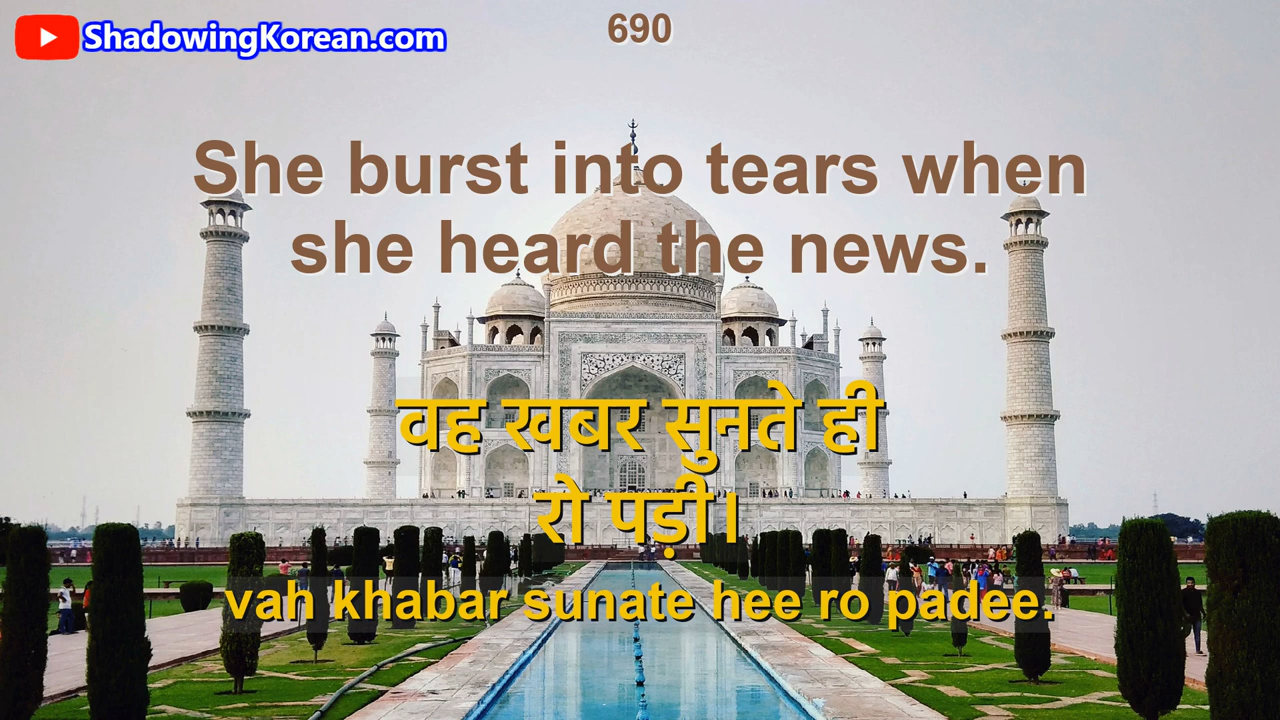 ShadowingKorean.com
690
She burst into tears when
she heard the news.
वह खबर सुनते ही
रो पड़ी।
vah khabar sunate hee ro padee.